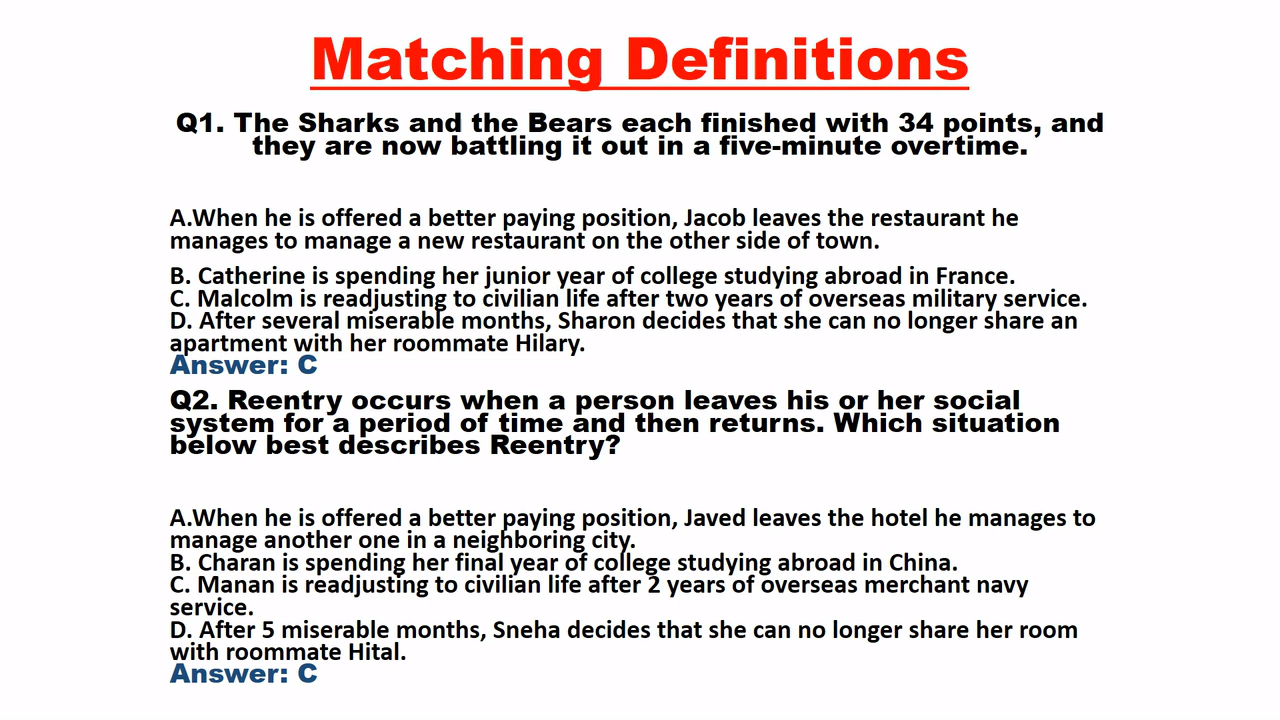 Matching Definitions
Q1. The Sharks and the Bears each finished with 34 points, and
they are now battling it out in a five-minute overtime.
A.When he is offered a better paying position, Jacob leaves the restaurant he
manages to manage a new restaurant on the other side of town.
B. Catherine is spending her junior year of college studying abroad in France.
C. Malcolm is readjusting to civilian life after two years of overseas military service.
D. After several miserable months, Sharon decides that she can no longer share an
apartment with her roommate Hilary.
Answer: C
Q2. Reentry occurs when a person leaves his or her social
system for a period of time and then returns. Which situation
below best describes Reentry?
A.When he is offered a better paying position, Javed leaves the hotel he manages to
manage another one in a neighboring city.
B. Charan is spending her final year of college studying abroad in China.
C. Manan is readjusting to civilian life after 2 years of overseas merchant navy
service.
D. After 5 miserable months, Sneha decides that she can no longer share her room
with roommate Hital.
Answer: C